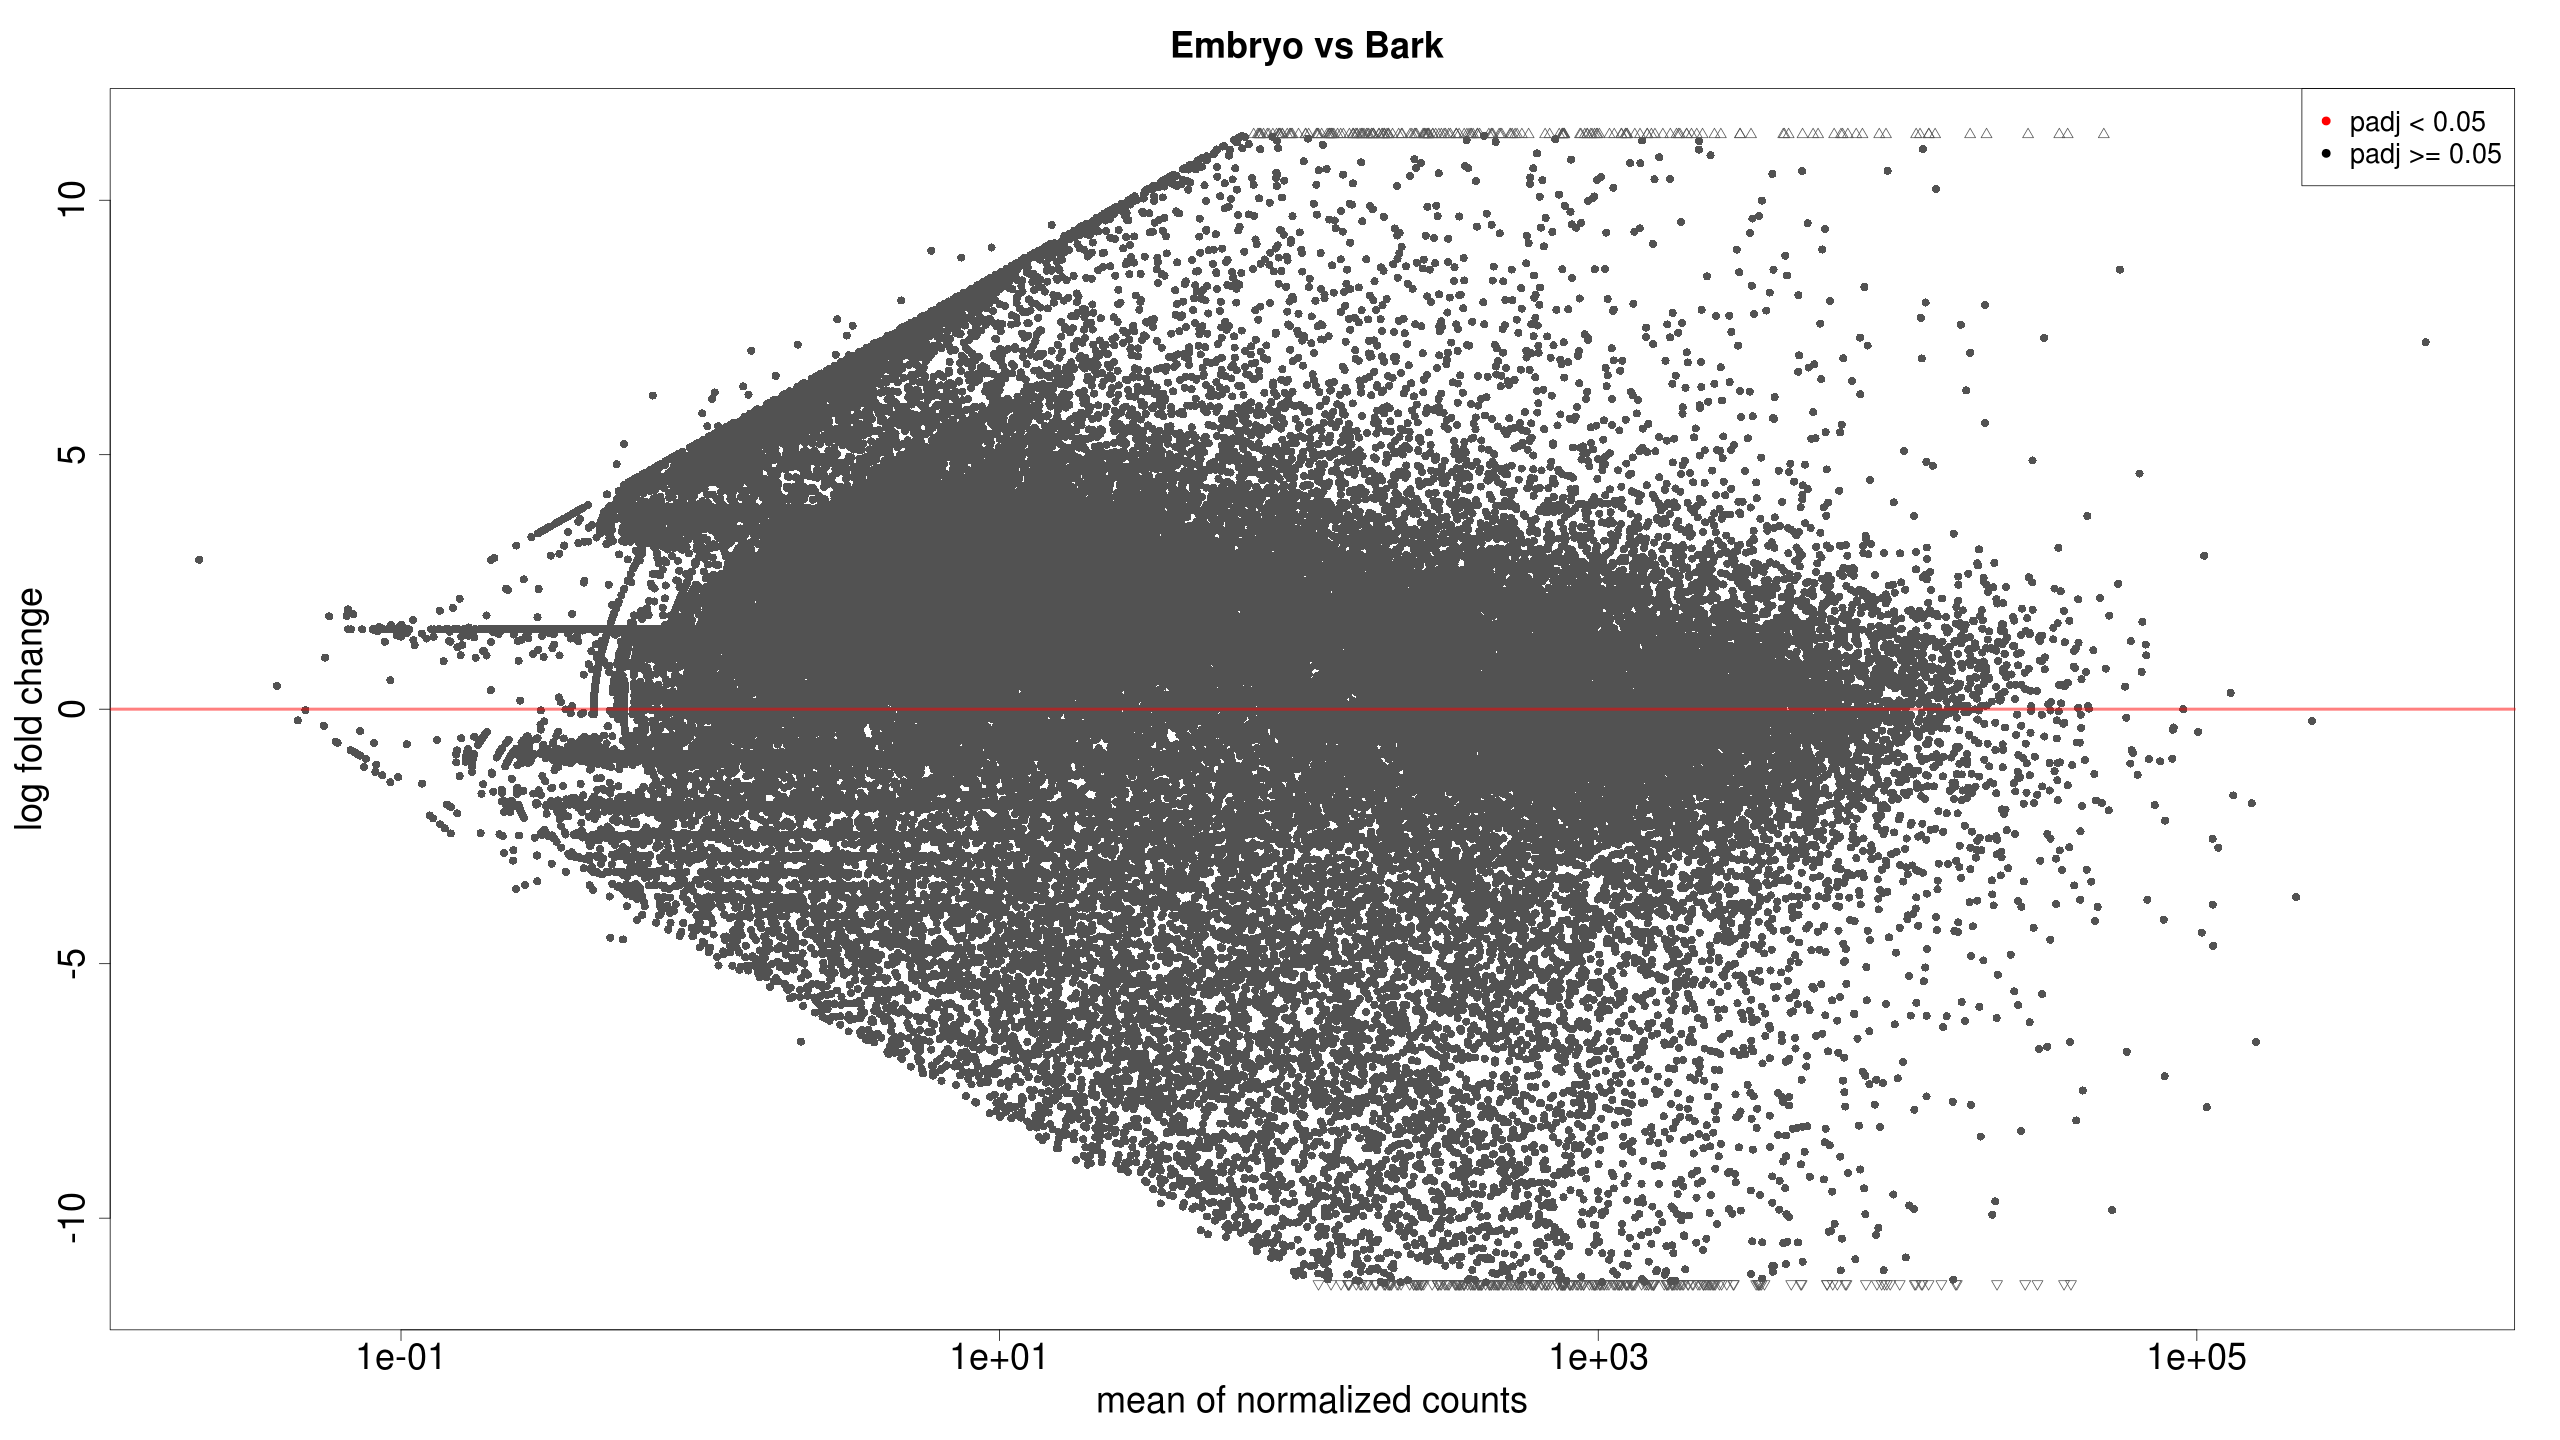 Embryo vs Bark
padj < 0.05
padj >= 0.05
10
5
0
-5
-10
log fold change
1e-01 1e+01 1e+03 1e+05
mean of normalized counts